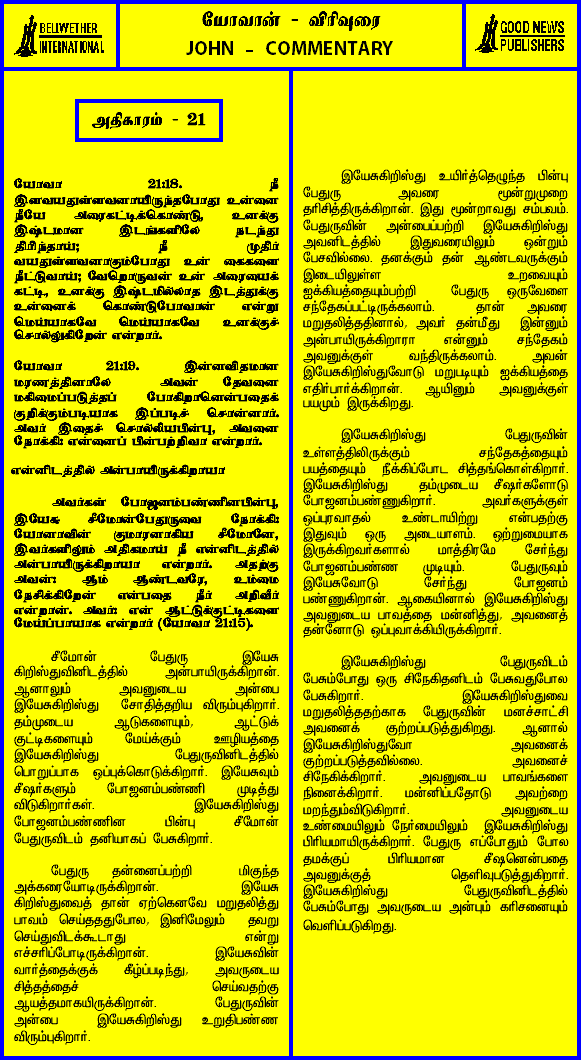 BELWETHER
INTERNATIONAL
யோவான் - விரிவுரை
JOHN - COMMENTARY
GOOD NEWS
PUBLISHERS
அதிகாரம் - 21
யோவா 21:18. நீ
இளவயதுள்ளவனாயிருந்தபோது உன்னை
நீயே அரைகட்டிக்கொண்டு, உனக்கு
இஷ்டமான இடங்களிலே நடந்து
திரிந்தாய்; நீ முதிர்
வயதுள்ளவனாகும்போது உன் கைகளை
நீட்டுவாய்; வேறொருவன் உன் அரையைக்
கட்டி, உனக்கு இஷ்டமில்லாத இடத்துக்கு
உன்னைக் கொண்டுபோவான் என்று
மெய்யாகவே மெய்யாகவே உனக்குச்
சொல்லுகிறேன் என்றார்.
யோவா 21:19. இன்னவிதமான
மரணத்தினாலே அவன் தேவனை
மகிமைப்படுத்தப் போகிறானென்பதைக்
குறிக்கும்படியாக இப்படிச் சொன்னார்.
அவர் இதைச் சொல்லியபின்பு, அவனை
நோக்கி: என்னைப் பின்பற்றிவா என்றார்.
என்னிடத்தில் அன்பாயிருக்கிறாயா
அவர்கள் போஜனம்பண்ணினபின்பு,
இயேசு சீமோன்பேதுருவை நோக்கி:
யோனாவின் குமாரனாகிய சீமோனே,
இவர்களிலும் அதிகமாய் நீ என்னிடத்தில்
அன்பாயிருக்கிறாயா என்றார். அதற்கு
அவன்: ஆம் ஆண்டவரே, உம்மை
நேசிக்கிறேன் என்பதை நீர் அறிவீர்
என்றான். அவர்: என் ஆட்டுக்குட்டிகளை
மேய்ப்பாயாக என்றார் (யோவா 21:15).
சீமோன் பேதுரு இயேசு
கிறிஸ்துவினிடத்தில் அன்பாயிருக்கிறான்.
ஆனாலும் அவனுடைய அன்பை
இயேசுகிறிஸ்து சோதித்தறிய விரும்புகிறார்.
தம்முடைய ஆடுகளையும், ஆட்டுக்
குட்டிகளையும் மேய்க்கும் ஊழியத்தை
இயேசுகிறிஸ்து பேதுருவினிடத்தில்
பொறுப்பாக ஒப்புக்கொடுக்கிறார். இயேசுவும்
சீஷர்களும் போஜனம்பண்ணி முடித்து
விடுகிறார்கள். இயேசுகிறிஸ்து
போஜனம்பண்ணின பின்பு சீமோன்
பேதுருவிடம் தனியாகப் பேசுகிறார்.
பேதுரு தன்னைப்பற்றி மிகுந்த
அக்கரையோடிருக்கிறான். இயேசு
கிறிஸ்துவைத் தான் ஏற்கெனவே மறுதலித்து
பாவம் செய்தததுபோல, இனிமேலும் தவறு
செய்துவிடக்கூடாது என்று
எச்சரிப்போடிருக்கிறான். இயேசுவின்
வார்த்தைக்குக் கீழ்ப்படிந்து, அவருடைய
சித்தத்தைச் செய்வதற்கு
ஆயத்தமாகயிருக்கிறான். பேதுருவின்
அன்பை இயேசுகிறிஸ்து உறுதிபண்ண
விரும்புகிறார்.
இயேசுகிறிஸ்து உயிர்த்தெழுந்த பின்பு
பேதுரு அவரை மூன்றுமுறை
தரிசித்திருக்கிறான். இது மூன்றாவது சம்பவம்.
பேதுருவின் அன்பைப்பற்றி இயேசுகிறிஸ்து
அவனிடத்தில் இதுவரையிலும் ஒன்றும்
பேசவில்லை. தனக்கும் தன் ஆண்டவருக்கும்
இடையிலுள்ள உறவையும்
ஐக்கியத்தையும்பற்றி பேதுரு ஒருவேளை
சந்தேகப்பட்டிருக்கலாம். தான் அவரை
மறுதலித்ததினால், அவர் தன்மீது இன்னும்
அன்பாயிருக்கிறாரா என்னும் சந்தேகம்
அவனுக்குள் வந்திருக்கலாம். அவன்
இயேசுகிறிஸ்துவோடு மறுபடியும் ஐக்கியத்தை
எதிர்பார்க்கிறான். ஆயினும் அவனுக்குள்
பயமும் இருக்கிறது.
இயேசுகிறிஸ்து பேதுருவின்
உள்ளத்திலிருக்கும் சந்தேகத்தையும்
பயத்தையும் நீக்கிப்போட சித்தங்கொள்கிறார்.
இயேசுகிறிஸ்து தம்முடைய சீஷர்களோடு
போஜனம்பண்ணுகிறார். அவர்களுக்குள்
ஒப்புரவாதல் உண்டாயிற்று என்பதற்கு
இதுவும் ஒரு அடையாளம். ஒற்றுமையாக
இருக்கிறவர்களால் மாத்திரமே சேர்ந்து
போஜனம்பண்ண முடியும். பேதுருவும்
இயேசுவோடு சேர்ந்து போஜனம்
பண்ணுகிறான். ஆகையினால் இயேசுகிறிஸ்து
அவனுடைய பாவத்தை மன்னித்து, அவனைத்
தன்னோடு ஒப்புவாக்கியிருக்கிறார்.
இயேசுகிறிஸ்து பேதுருவிடம்
பேசும்போது ஒரு சிநேகிதனிடம் பேசுவதுபோல
பேசுகிறார். இயேசுகிறிஸ்துவை
மறுதலித்ததற்காக பேதுருவின் மனச்சாட்சி
அவனைக் குற்றப்படுத்துகிறது. ஆனால்
இயேசுகிறிஸ்துவோ அவனைக்
குற்றப்படுத்தவில்லை. அவனைச்
சிநேகிக்கிறார். அவனுடைய பாவங்களை
நினைக்கிறார். மன்னிப்பதோடு அவற்றை
மறந்தும்விடுகிறார். அவனுடைய
உண்மையிலும் நேர்மையிலும் இயேசுகிறிஸ்து
பிரியமாயிருக்கிறார். பேதுரு எப்போதும் போல
தமக்குப் பிரியமான சீஷனென்பதை
அவனுக்குத் தெளிவுபடுத்துகிறார்.
இயேசுகிறிஸ்து பேதுருவினிடத்தில்
பேசும்போது அவருடைய அன்பும் கரிசனையும்
வெளிப்படுகிறது.